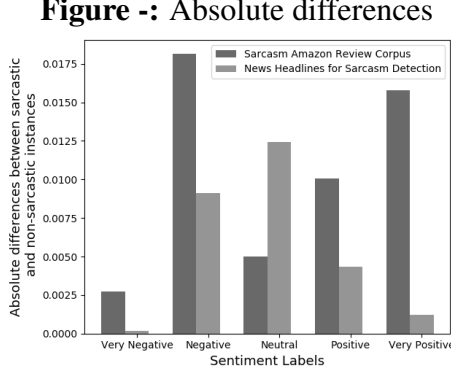 Figure -: Absolute differences
Sarcasm Amazon Review Corpus
News Headlines for Sarcasm Detection
Absolute differences between sarcastic
and non-sarcastic instances
0.0175
0.0150
0.0125
0.0100
0.0075
0.0050
0.0025
0.0000
Very Negative Negative Neutral Positive Very Positive
Sentiment Labels